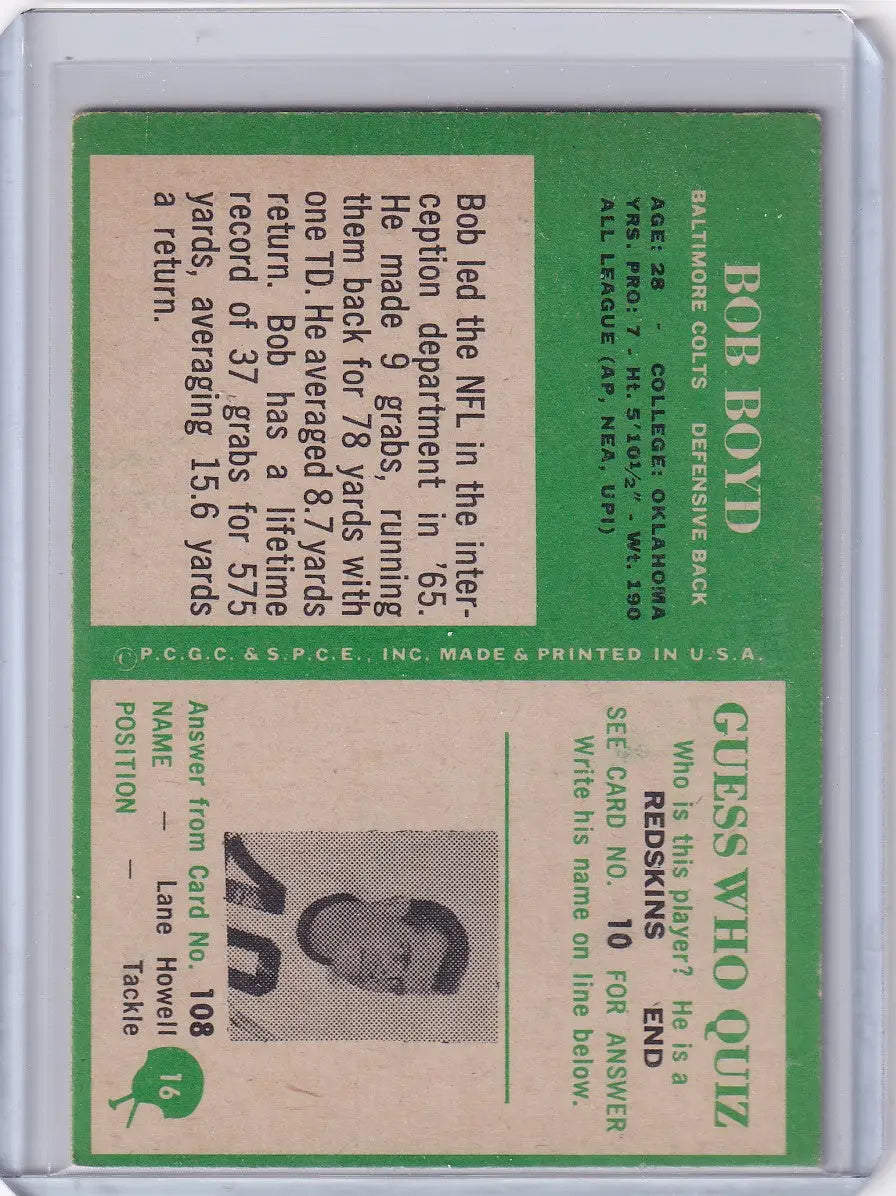 BOB BOYD
BALTIMORE COLTS DEFENSIVE BACK
AGE: 28 - COLLEGE: OKLAHOMA
YRS. PRO: 7 - Ht. 5'10½" - Wt. 190
ALL LEAGUE (AP, NEA, UPI)
Bob led the NFL in the inter-
ception department in '65.
He made 9 grabs, running
them back for 78 yards with
one TD. He averaged 8.7 yards
return. Bob has a lifetime
record of 37 grabs for 575
yards, averaging 15.6 yards
a return.
© P.C.G.C. & S.P.C.E., INC. MADE & PRINTED IN U.S.A.
GUESS WHO QUIZ
Who is this player? He is a
REDSKINS END
SEE CARD NO. 10 FOR ANSWER
Write his name on line below.
Answer from Card No. 108
NAME — Lane Howell
POSITION — Tackle
16